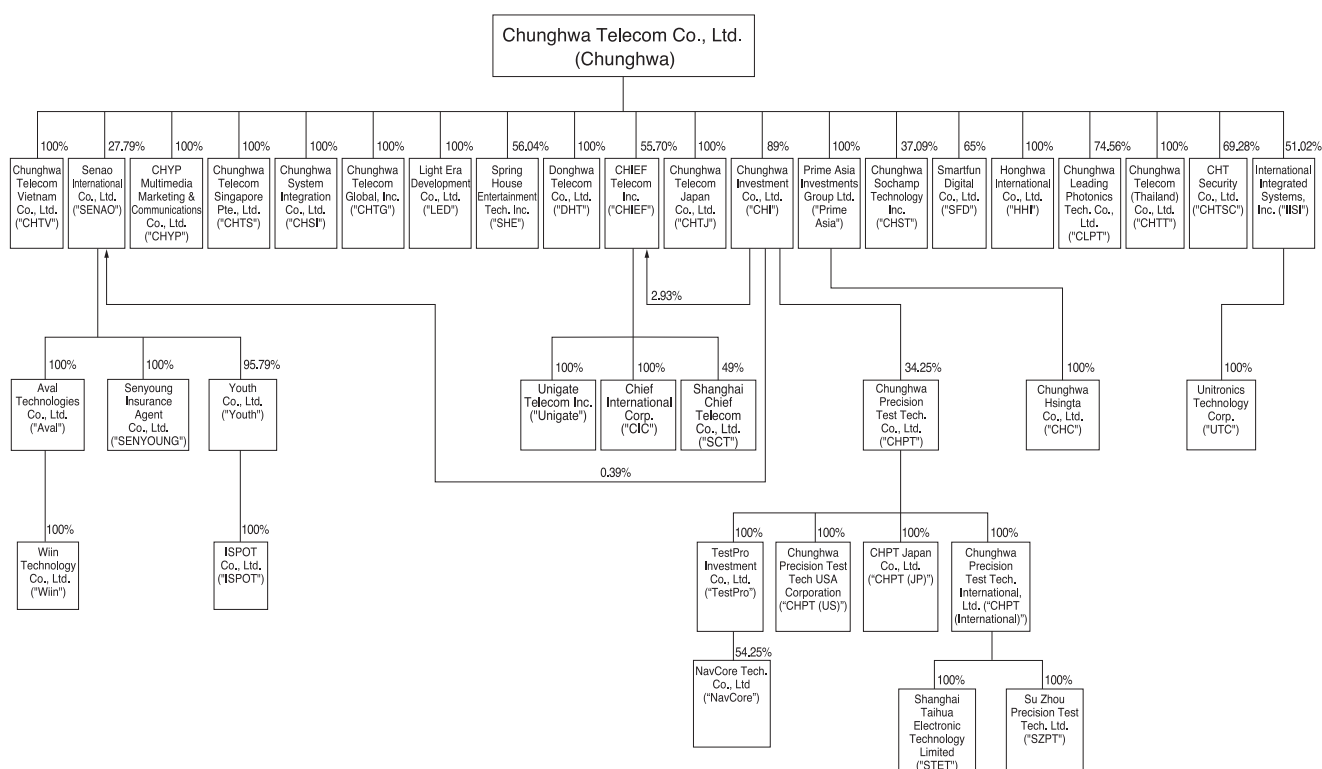 Chunghwa Telecom Co., Ltd.
(Chunghwa)
100%
27.79%
100%
100%
100%
100%
100%
56.04%
100%
55.70%
100%
89%
100%
37.09%
65%
100%
74.56%
100%
69.28%
51.02%
Chunghwa
Telecom
Vietnam
Co., Ltd.
("CHTV")
Senao
International
Co., Ltd.
("SENAO")
CHYP
Multimedia
Marketing &
Communications
Co., Ltd.
("CHYP")
Chunghwa
Telecom
Singapore
Pte., Ltd.
("CHTS")
Chunghwa
System
Integration
Co., Ltd.
("CHSI")
Chunghwa
Telecom
Global, Inc.
("CHTG")
Light Era
Development
Co., Ltd.
("LED")
Spring
House
Entertainment
Tech. Inc.
("SHE")
Donghwa
Telecom
Co., Ltd.
("DHT")
CHIEF
Telecom
Inc.
("CHIEF")
Chunghwa
Telecom
Japan
Co., Ltd.
("CHTJ")
Chunghwa
Investment
Co., Ltd.
("CHI")
Prime Asia
Investments
Group Ltd.
("Prime
Asia")
Chunghwa
Sochamp
Technology
Inc.
("CHST")
Smartfun
Digital
Co., Ltd.
("SFD")
Honghwa
International
Co., Ltd.
("HHI")
Chunghwa
Leading
Photonics
Tech. Co.,
Ltd.
("CLPT")
Chunghwa
Telecom
(Thailand)
Co., Ltd.
("CHTT")
CHT
Security
Co., Ltd.
("CHTSC")
International
Integrated
Systems,
Inc. ("IISI")
2.93%
100%
100%
95.79%
100%
100%
49%
34.25%
100%
100%
Aval
Technologies
Co., Ltd.
("Aval")
Senyoung
Insurance
Agent
Co., Ltd.
("SENYOUNG")
Youth
Co., Ltd.
("Youth")
Unigate
Telecom Inc.
("Unigate")
Chief
International
Corp.
("CIC")
Shanghai
Chief
Telecom
Co., Ltd.
("SCT")
Chunghwa
Precision
Test Tech.
Co., Ltd.
("CHPT")
Chunghwa
Hsingta
Co., Ltd.
("CHC")
Unitronics
Technology
Corp.
("UTC")
0.39%
100%
100%
100%
100%
100%
100%
Wiin
Technology
Co., Ltd.
("Wiin")
ISPOT
Co., Ltd.
("ISPOT")
TestPro
Investment
Co., Ltd.
("TestPro")
Chunghwa
Precision Test
Tech USA
Corporation
("CHPT (US)")
CHPT Japan
Co., Ltd.
("CHPT (JP)")
Chunghwa
Precision
Test Tech.
International,
Ltd. ("CHPT
(International)")
54.25%
100%
100%
NavCore Tech.
Co., Ltd
("NavCore")
Shanghai
Taihua
Electronic
Technology
Limited
("STET")
Su Zhou
Precision Test
Tech. Ltd.
("SZPT")